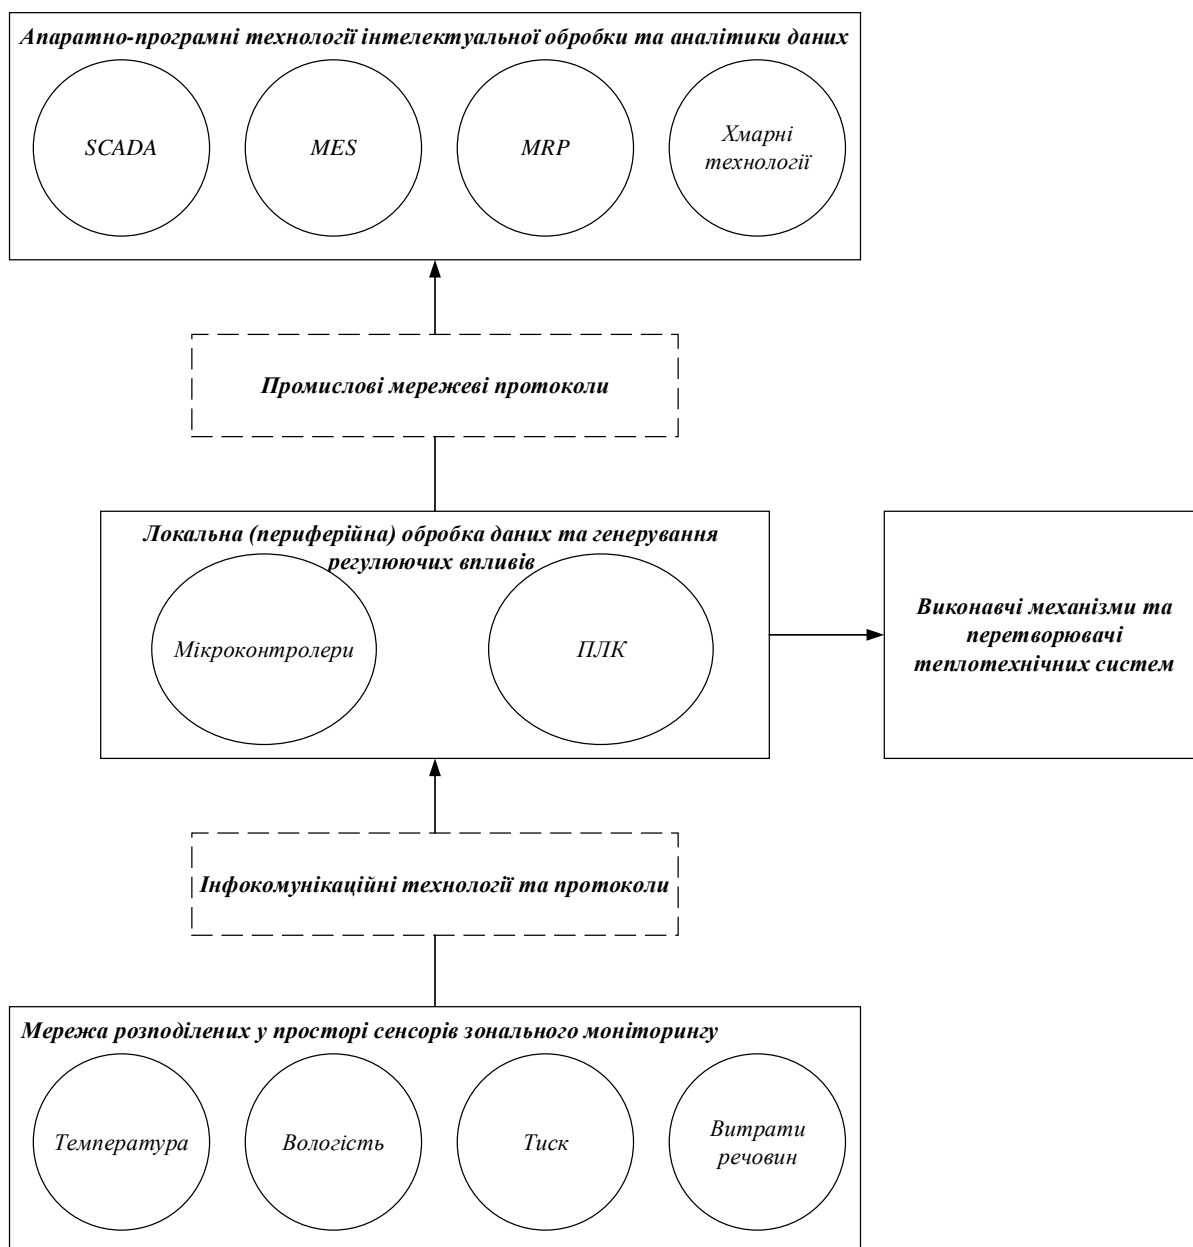 Апаратно-програмні технології інтелектуальної обробки та аналітики даних
SCADA
MES
MRP
Хмарні
технології
Промислові мережеві протоколи
Локальна (периферійна) обробка даних та генерування
регулюючих впливів
Мікроконтролери
ПЛК
Виконавчі механізми та
перетворювачі
теплотехнічних систем
Інфокомунікаційні технології та протоколи
Мережа розподілених у просторі сенсорів зонального моніторингу
Температура
Вологість
Тиск
Витрати
речовин